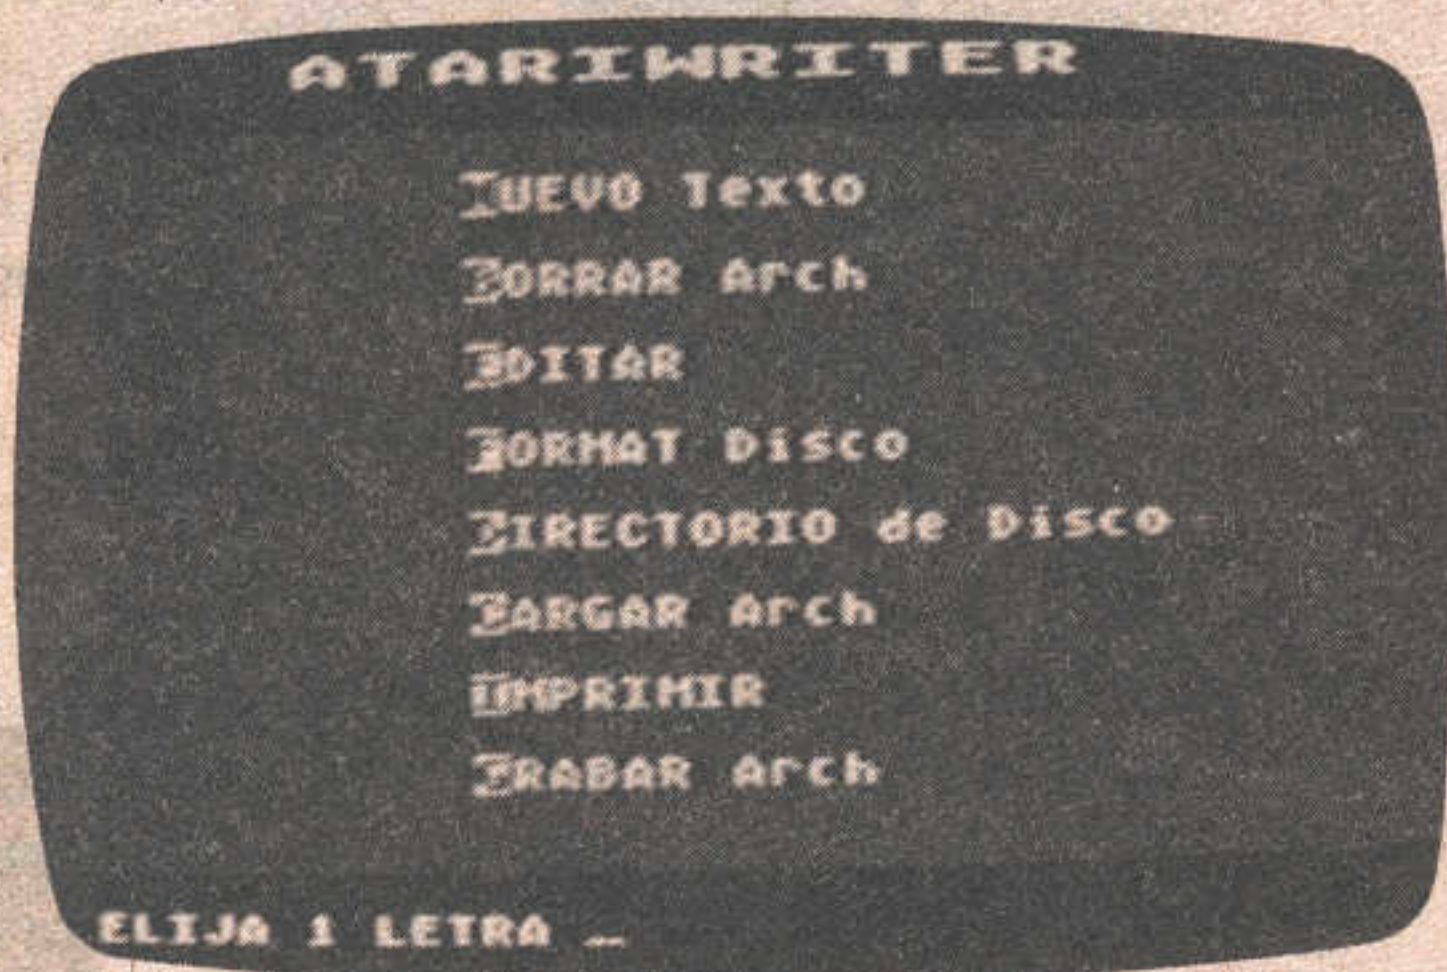 ATARIWRITER
NUEVO Texto
BORRAR Arch
EDITAR
FORMAT Disco
DIRECTORIO de Disco
CARGAR Arch
IMPRIMIR
GRABAR Arch
ELIJA 1 LETRA _